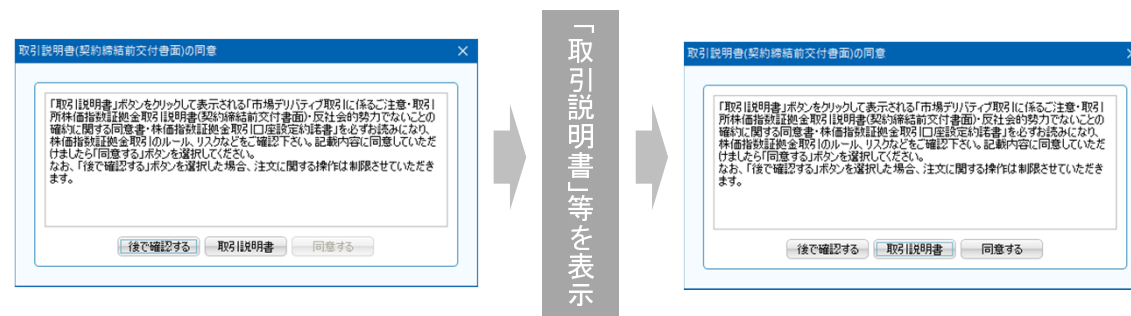 取引説明書(契約締結前交付書面)の同意
「取引説明書」ボタンをクリックして表示される「市場デリバティブ取引に係るご注意・取引
所株価指数証拠金取引説明書(契約締結前交付書面)・反社会的勢力でないことの
確約に関する同意書・株価指数証拠金取引口座設定約諾書」を必ずお読みになり、
株価指数証拠金取引のルール、リスクなどをご確認下さい。記載内容に同意していただ
けましたら「同意する」ボタンを選択してください。
なお、「後で確認する」ボタンを選択した場合、注文に関する操作は制限させていただき
ます。
後で確認する 取引説明書 同意する
「取引説明書」等を表示
取引説明書(契約締結前交付書面)の同意
「取引説明書」ボタンをクリックして表示される「市場デリバティブ取引に係るご注意・取引
所株価指数証拠金取引説明書(契約締結前交付書面)・反社会的勢力でないことの
確約に関する同意書・株価指数証拠金取引口座設定約諾書」を必ずお読みになり、
株価指数証拠金取引のルール、リスクなどをご確認下さい。記載内容に同意していただ
けましたら「同意する」ボタンを選択してください。
なお、「後で確認する」ボタンを選択した場合、注文に関する操作は制限させていただき
ます。
後で確認する 取引説明書 同意する